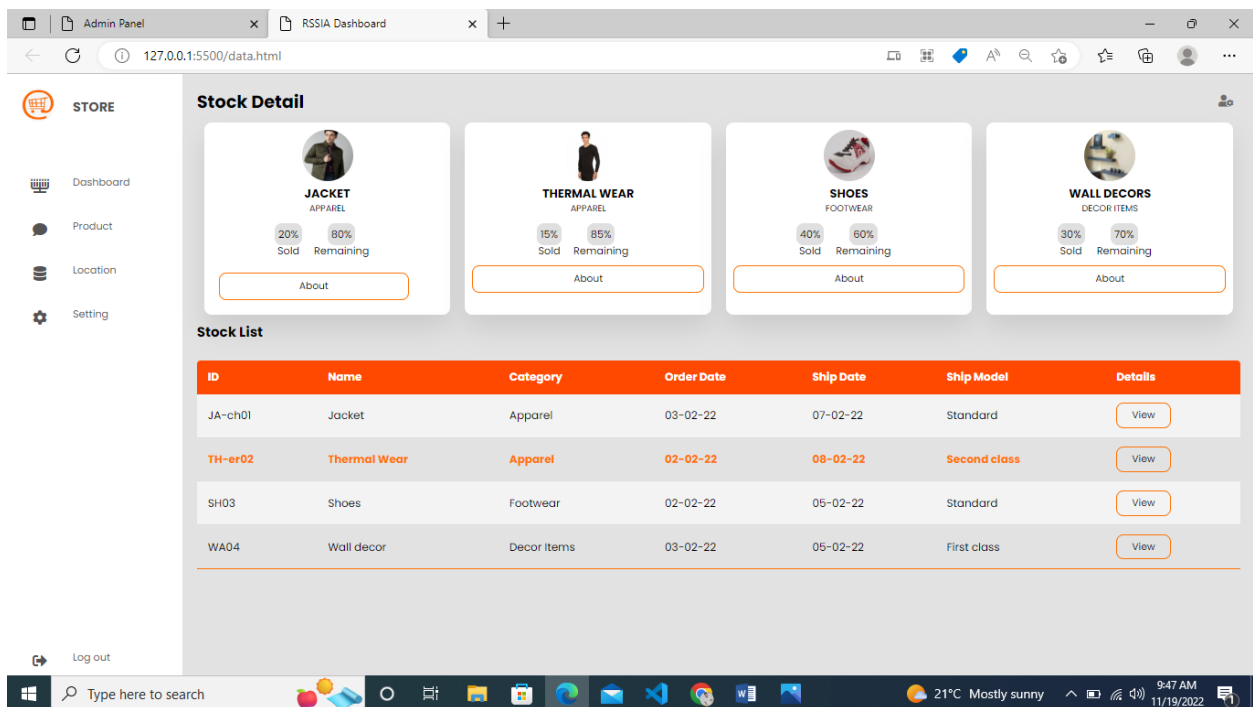 Admin Panel
RSSIA Dashboard
127.0.0.1:5500/data.html
STORE
Dashboard
Product
Location
Setting
Log out
Stock Detail
JACKET
APPAREL
20% 80%
Sold Remaining
About
THERMAL WEAR
APPAREL
15% 85%
Sold Remaining
About
SHOES
FOOTWEAR
40% 60%
Sold Remaining
About
WALL DECORS
DECOR ITEMS
30% 70%
Sold Remaining
About
Stock List
ID Name Category Order Date Ship Date Ship Model Details
JA-ch01 Jacket Apparel 03-02-22 07-02-22 Standard View
TH-er02 Thermal Wear Apparel 02-02-22 08-02-22 Second class View
SH03 Shoes Footwear 02-02-22 05-02-22 Standard View
WA04 Wall decor Decor Items 03-02-22 05-02-22 First class View
Type here to search
21°C Mostly sunny
9:47 AM
11/19/2022